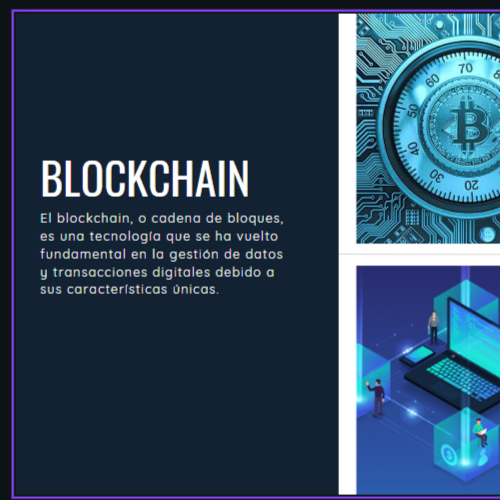 BLOCKCHAIN
El blockchain, o cadena de bloques,
es una tecnología que se ha vuelto
fundamental en la gestión de datos
y transacciones digitales debido a
sus características únicas.
80
70
60
50
40
30
20